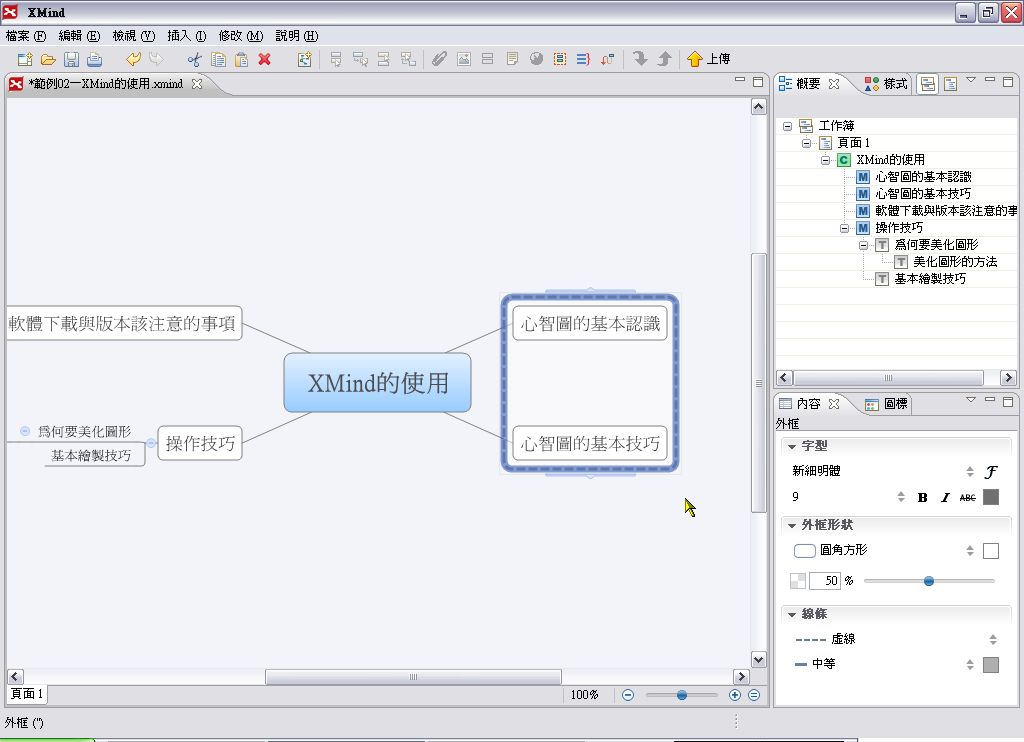 XMind
檔案 (F) 編輯 (E) 檢視 (V) 插入 (I) 修改 (M) 說明 (H)
上傳
*範例02一XMind的使用.xmind
概要
樣式
工作簿
頁面 1
C XMind的使用
M 心智圖的基本認識
M 心智圖的基本技巧
M 軟體下載與版本該注意的事
M 操作技巧
T 為何要美化圖形
T 美化圖形的方法
T 基本繪製技巧
軟體下載與版本該注意的事項
心智圖的基本認識
XMind的使用
為何要美化圖形
基本繪製技巧
操作技巧
心智圖的基本技巧
內容
圖標
外框
字型
新細明體
9 B I ABC
外框形狀
圓角方形
50 %
線條
虛線
中等
頁面 1
100%
外框 (")